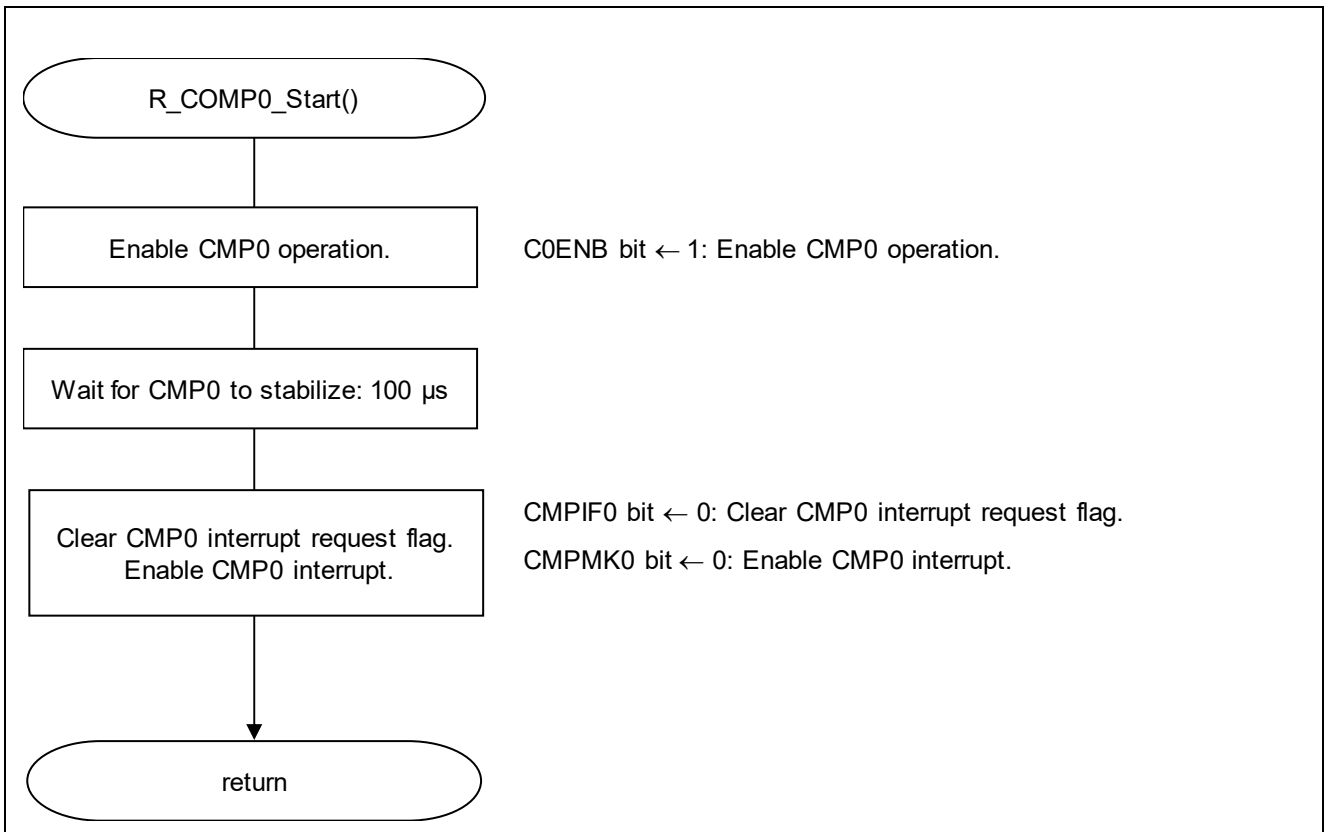 R_COMP0_Start()
Enable CMP0 operation.
C0ENB bit ← 1: Enable CMP0 operation.
Wait for CMP0 to stabilize: 100 µs
Clear CMP0 interrupt request flag.
Enable CMP0 interrupt.
CMPIF0 bit ← 0: Clear CMP0 interrupt request flag.
CMPMK0 bit ← 0: Enable CMP0 interrupt.
return